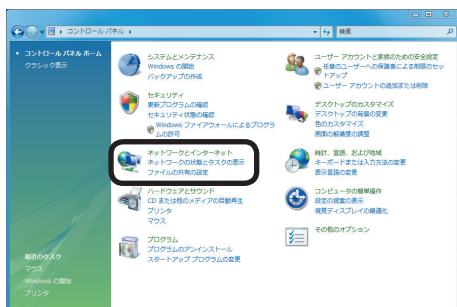 コントロール パネル
検索
コントロール パネル ホーム
クラシック表示
システムとメンテナンス
Windows の開始
バックアップの作成
セキュリティ
更新プログラムの確認
セキュリティ状態の確認
Windows ファイアウォールによるプログラ
ムの許可
ネットワークとインターネット
ネットワークの状態とタスクの表示
ファイルの共有の設定
ハードウェアとサウンド
CD または他のメディアの自動再生
プリンタ
マウス
プログラム
プログラムのアンインストール
スタートアップ プログラムの変更
ユーザー アカウントと家族のための安全設定
任意のユーザーへの保護者による制限のセッ
トアップ
ユーザー アカウントの追加または削除
デスクトップのカスタマイズ
デスクトップの背景の変更
色のカスタマイズ
画面の解像度の調整
時計、言語、および地域
キーボードまたは入力方法の変更
表示言語の変更
コンピュータの簡単操作
設定の提案の表示
視覚ディスプレイの最適化
その他のオプション
最近のタスク
マウス
Windows の開始
プリンタ